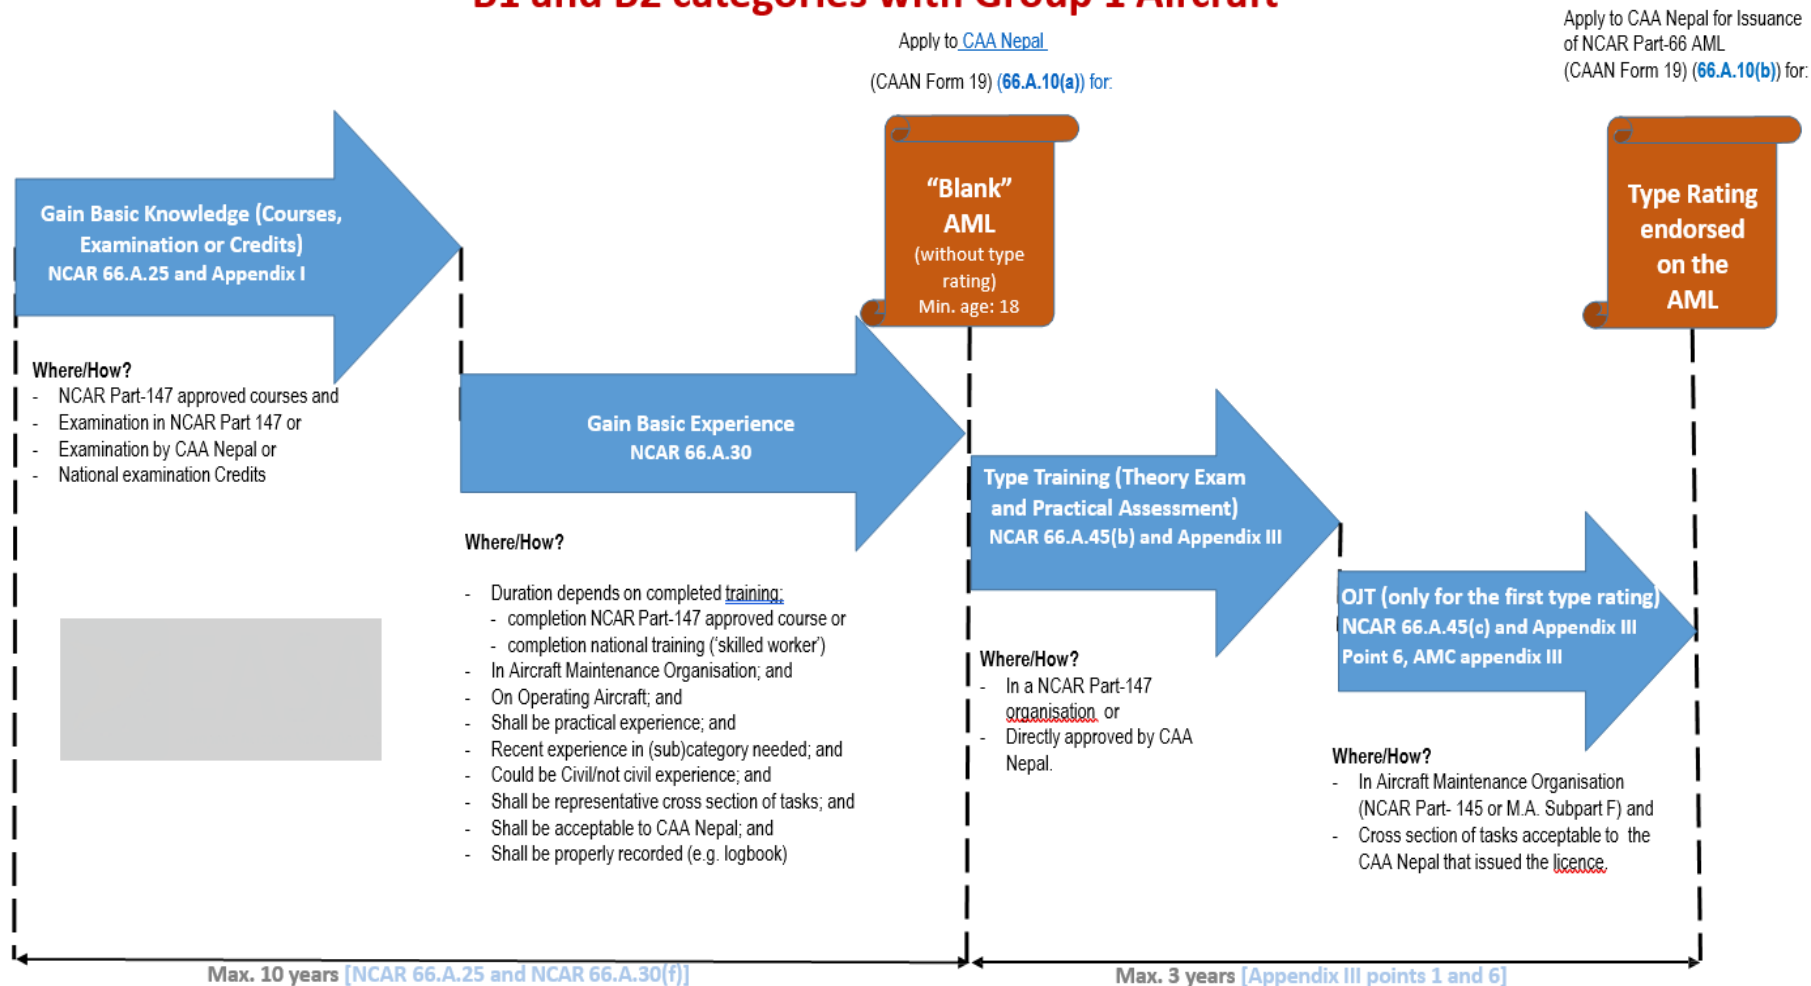 B1 and B2 categories with Group 1 Aircraft
Apply to CAA Nepal
(CAAN Form 19) (66.A.10(a)) for:
Apply to CAA Nepal for Issuance
of NCAR Part-66 AML
(CAAN Form 19) (66.A.10(b)) for:
“Blank”
AML
(without type
rating)
Min. age: 18
Type Rating
endorsed
on the
AML
Gain Basic Knowledge (Courses,
Examination or Credits)
NCAR 66.A.25 and Appendix I
Where/How?
- NCAR Part-147 approved courses and
- Examination in NCAR Part 147 or
- Examination by CAA Nepal or
- National examination Credits
Gain Basic Experience
NCAR 66.A.30
Where/How?
- Duration depends on completed training:
- completion NCAR Part-147 approved course or
- completion national training (‘skilled worker’)
- In Aircraft Maintenance Organisation; and
- On Operating Aircraft; and
- Shall be practical experience; and
- Recent experience in (sub)category needed; and
- Could be Civil/not civil experience; and
- Shall be representative cross section of tasks; and
- Shall be acceptable to CAA Nepal; and
- Shall be properly recorded (e.g. logbook)
Type Training (Theory Exam
and Practical Assessment)
NCAR 66.A.45(b) and Appendix III
Where/How?
- In a NCAR Part-147
organisation or
- Directly approved by CAA
Nepal.
OJT (only for the first type rating)
NCAR 66.A.45(c) and Appendix III
Point 6, AMC appendix III
Where/How?
- In Aircraft Maintenance Organisation
(NCAR Part- 145 or M.A. Subpart F) and
- Cross section of tasks acceptable to the
CAA Nepal that issued the licence.
Max. 10 years [NCAR 66.A.25 and NCAR 66.A.30(f)]
Max. 3 years [Appendix III points 1 and 6]